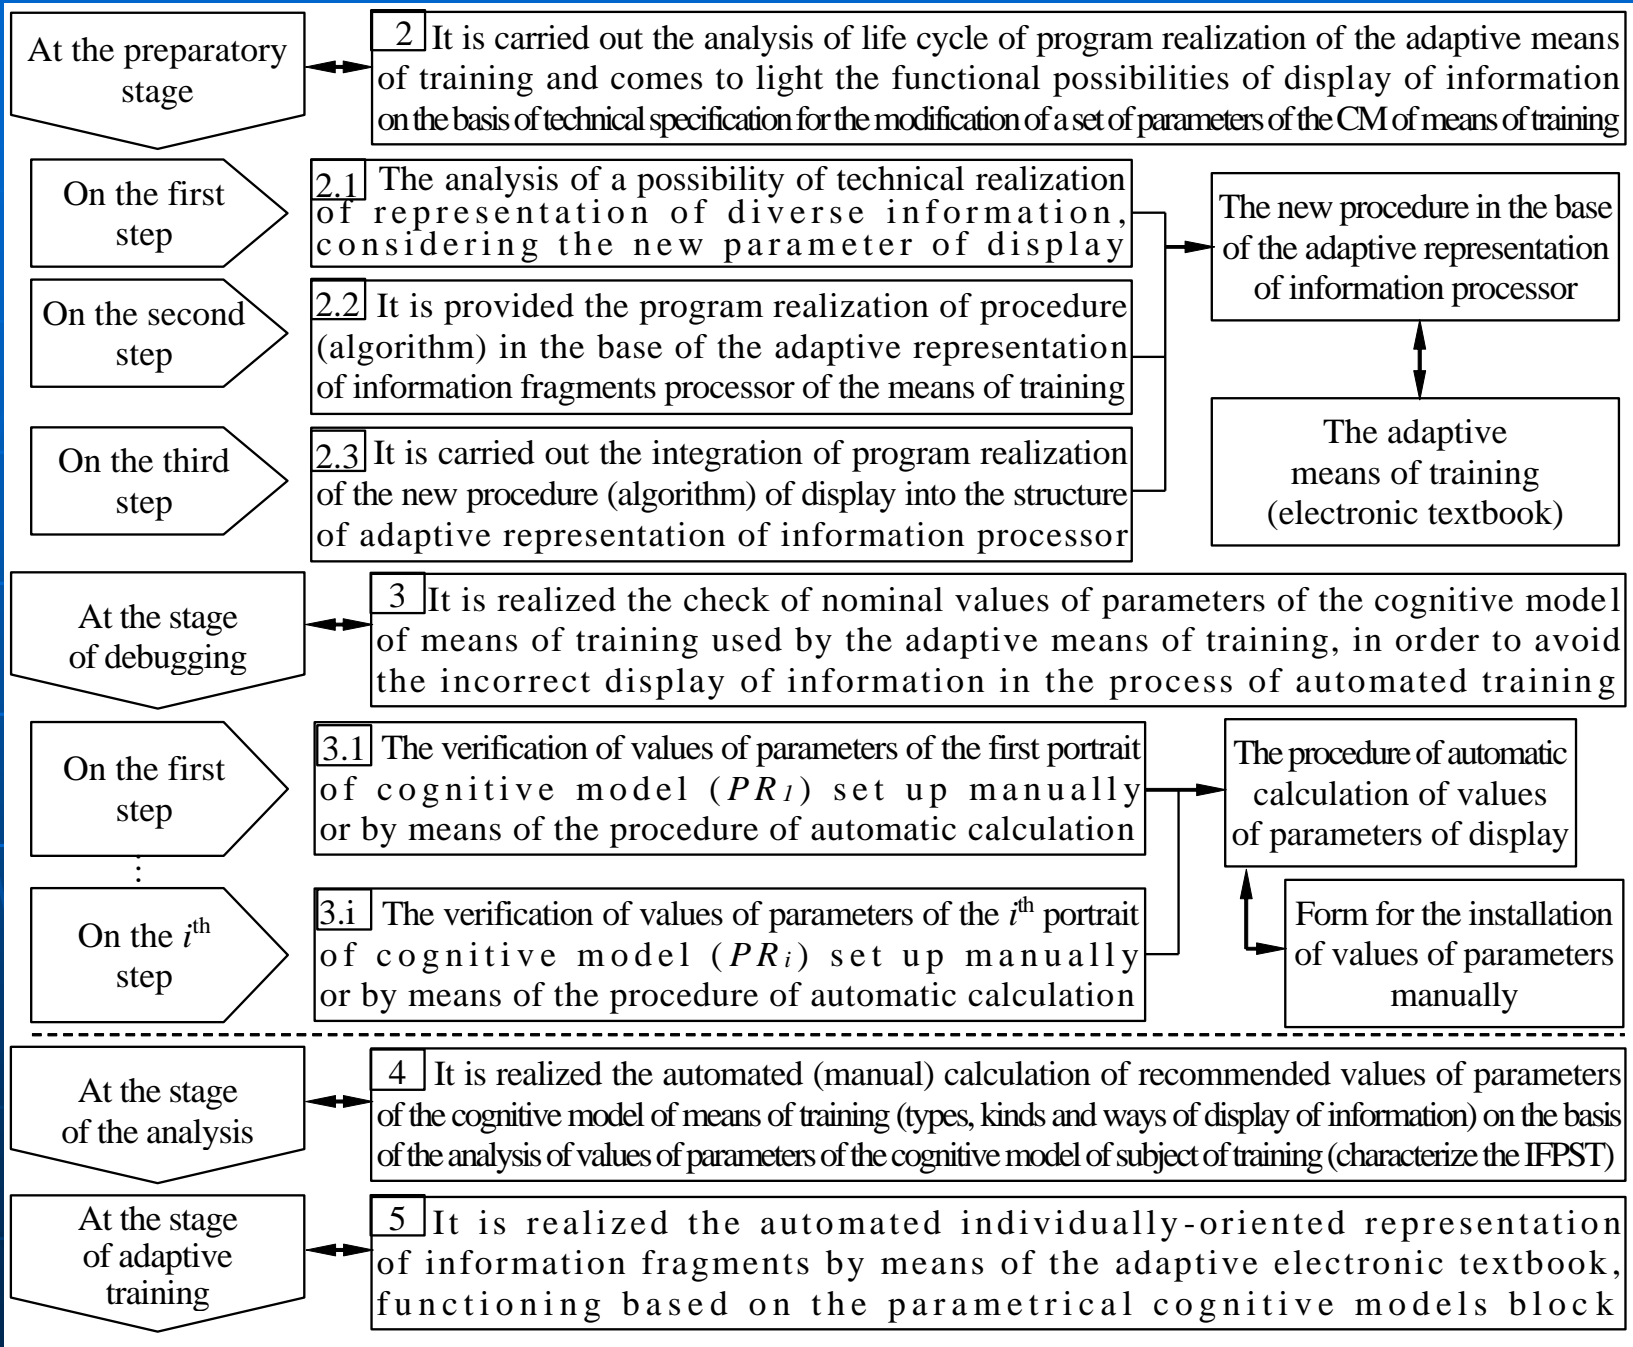 At the preparatory
stage
2 It is carried out the analysis of life cycle of program realization of the adaptive means
of training and comes to light the functional possibilities of display of information
on the basis of technical specification for the modification of a set of parameters of the CM of means of training
On the first
step
2.1 The analysis of a possibility of technical realization
of representation of diverse information,
considering the new parameter of display
The new procedure in the base
of the adaptive representation
of information processor
On the second
step
2.2 It is provided the program realization of procedure
(algorithm) in the base of the adaptive representation
of information fragments processor of the means of training
The adaptive
means of training
(electronic textbook)
On the third
step
2.3 It is carried out the integration of program realization
of the new procedure (algorithm) of display into the structure
of adaptive representation of information processor
At the stage
of debugging
3 It is realized the check of nominal values of parameters of the cognitive model
of means of training used by the adaptive means of training, in order to avoid
the incorrect display of information in the process of automated training
On the first
step
3.1 The verification of values of parameters of the first portrait
of cognitive model (PR1) set up manually
or by means of the procedure of automatic calculation
The procedure of automatic
calculation of values
of parameters of display
⋮
On the ith
step
3.i The verification of values of parameters of the ith portrait
of cognitive model (PRi) set up manually
or by means of the procedure of automatic calculation
Form for the installation
of values of parameters
manually
At the stage
of the analysis
4 It is realized the automated (manual) calculation of recommended values of parameters
of the cognitive model of means of training (types, kinds and ways of display of information) on the basis
of the analysis of values of parameters of the cognitive model of subject of training (characterize the IFPST)
At the stage
of adaptive
training
5 It is realized the automated individually-oriented representation
of information fragments by means of the adaptive electronic textbook,
functioning based on the parametrical cognitive models block